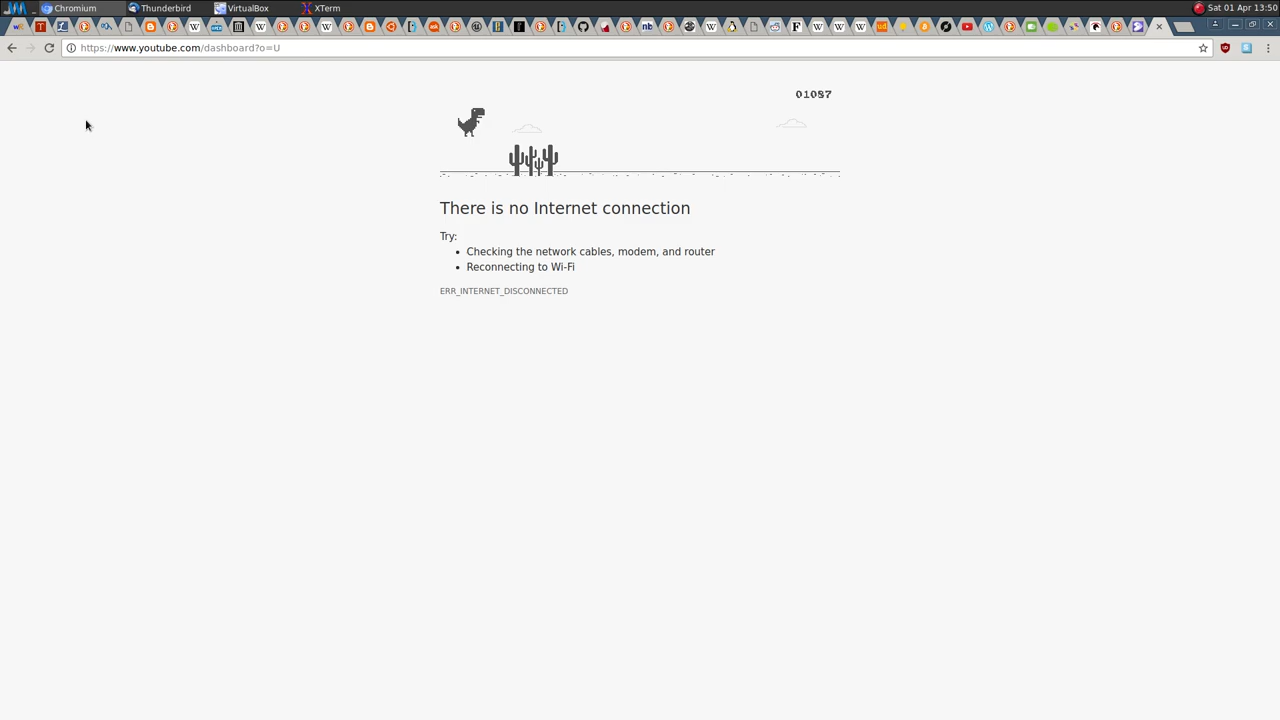 Chromium Thunderbird VirtualBox XTerm Sat 01 Apr 13:50
https://www.youtube.com/dashboard?o=U
01087
There is no Internet connection
Try:
• Checking the network cables, modem, and router
• Reconnecting to Wi-Fi
ERR_INTERNET_DISCONNECTED